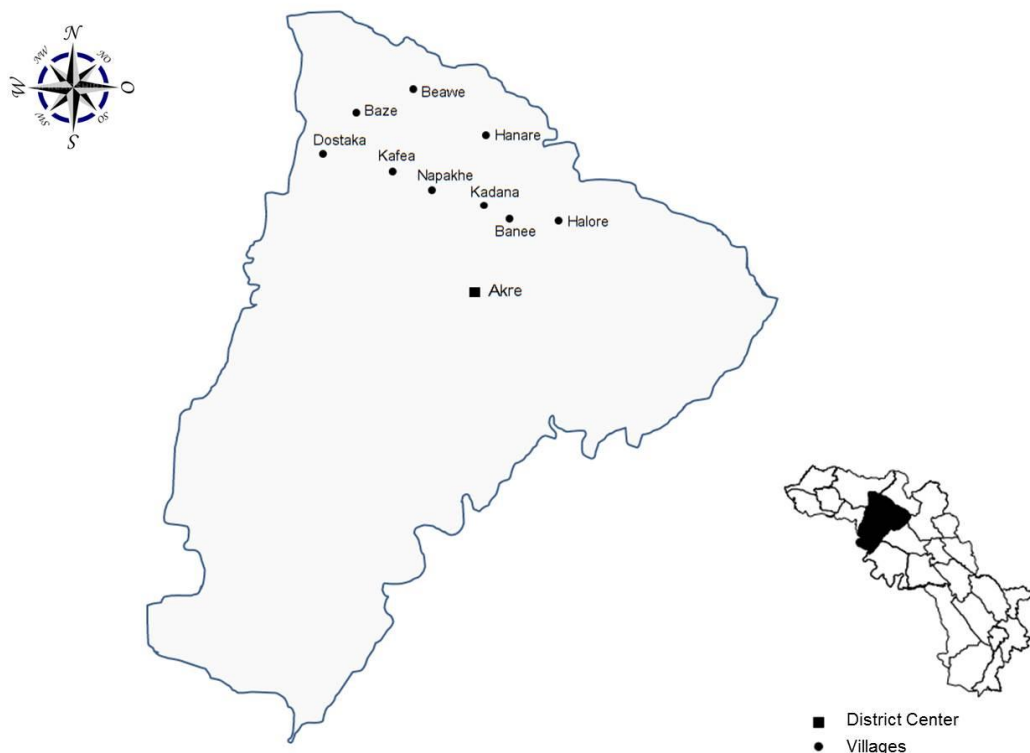 N
NW
NO
W
O
SW
SO
S
Beawe
Baze
Hanare
Dostaka
Kafea
Napakhe
Kadana
Banee
Halore
Akre
District Center
Villages